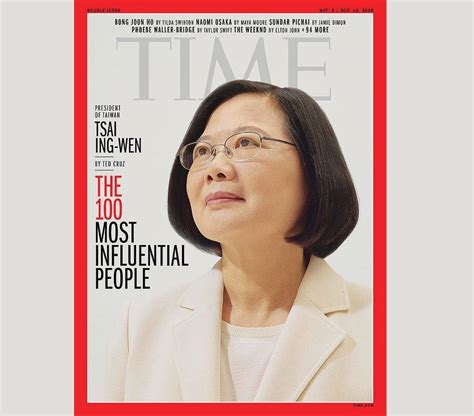 DOUBLE ISSUE
BONG JOON HO BY TILDA SWINTON NAOMI OSAKA BY MAYA MOORE SUNDAR PICHAI BY JAMIE DIMON
PHOEBE WALLER-BRIDGE BY TAYLOR SWIFT THE WEEKND BY ELTON JOHN + 94 MORE
TIME
PRESIDENT
OF TAIWAN
TSAI
ING-WEN
BY TED CRUZ
THE
100
MOST
INFLUENTIAL
PEOPLE
TIME.COM